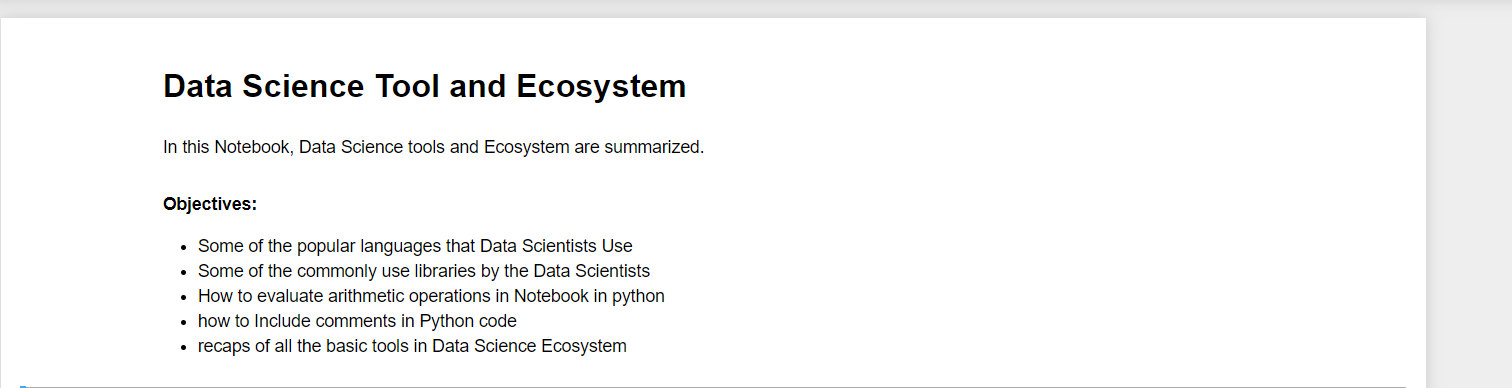 Data Science Tool and Ecosystem
In this Notebook, Data Science tools and Ecosystem are summarized.
Objectives:
• Some of the popular languages that Data Scientists Use
• Some of the commonly use libraries by the Data Scientists
• How to evaluate arithmetic operations in Notebook in python
• how to Include comments in Python code
• recaps of all the basic tools in Data Science Ecosystem